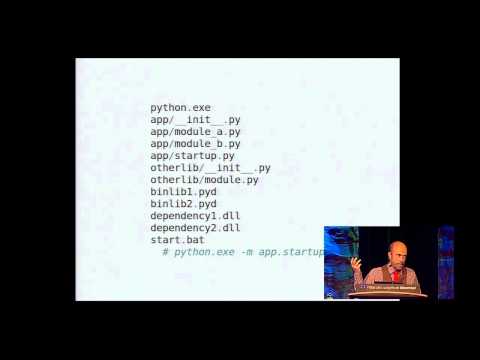 python.exe
app/__init__.py
app/module_a.py
app/module_b.py
app/startup.py
otherlib/__init__.py
otherlib/module.py
binlib1.pyd
binlib2.pyd
dependency1.dll
dependency2.dll
start.bat
# python.exe -m app.startup